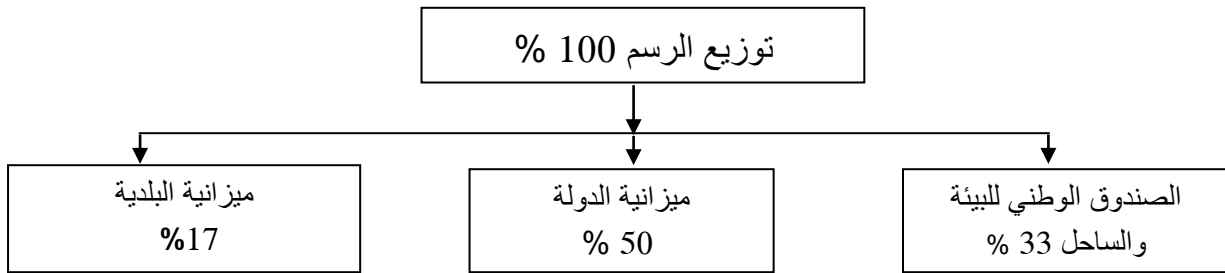 توزيع الرسم 100 %
الصندوق الوطني للبيئة
والساحل 33 %
ميزانية الدولة
50 %
ميزانية البلدية
17%